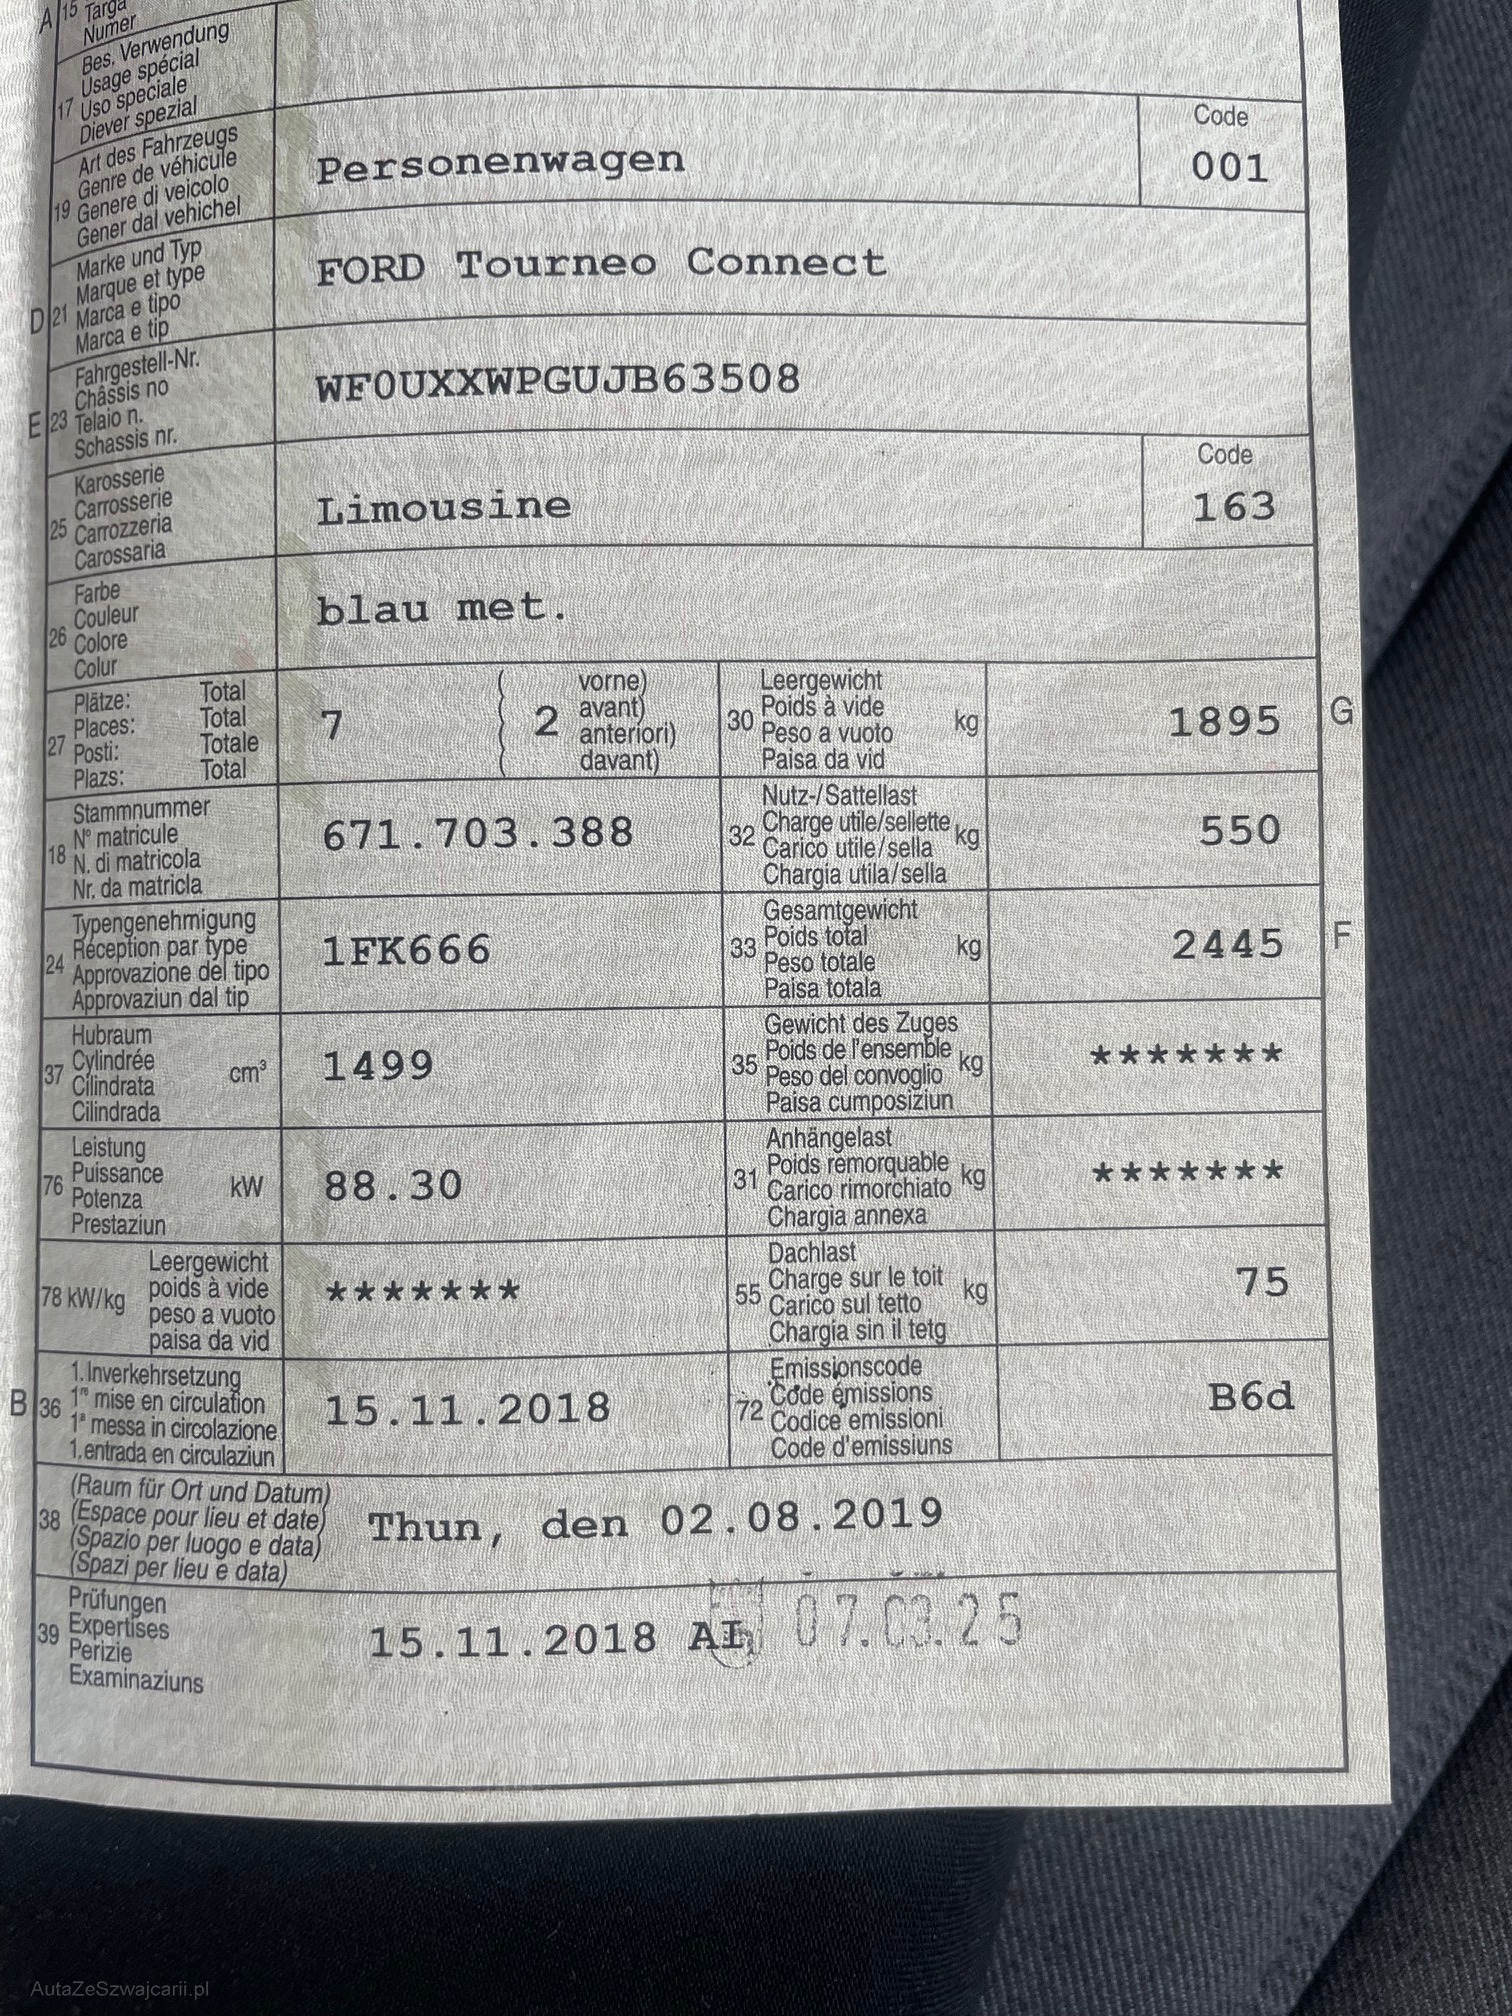 A 15 Targa
Numer
Bes. Verwendung
Usage spécial
17 Uso speciale
Diever spezial
Code
Art des Fahrzeugs
Genre de véhicule
19 Genere di veicolo
Gener dal vehichel
Personenwagen
001
Marke und Typ
Marque et type
D 21 Marca e tipo
Marca e tip
FORD Tourneo Connect
Fahrgestell-Nr.
Châssis no
E 23 Telaio n.
Schassis nr.
WF0UXXWPGUJB63508
Code
Karosserie
Carrosserie
25 Carrozzeria
Carossaria
Limousine
163
Farbe
Couleur
26 Colore
Colur
blau met.
Plätze: Total
Places: Total
27 Posti: Totale
Plazs: Total
7
( 2 vorne)
avant)
anteriori)
davant)
Leergewicht
30 Poids à vide kg
Peso a vuoto
Paisa da vid
1895 G
Stammnummer
N° matricule
18 N. di matricola
Nr. da matricla
671.703.388
Nutz-/Sattellast
32 Charge utile/sellette kg
Carico utile/sella
Chargia utila/sella
550
Typengenehmigung
Réception par type
24 Approvazione del tipo
Approvaziun dal tip
1FK666
Gesamtgewicht
33 Poids total kg
Peso totale
Paisa totala
2445 F
Hubraum
37 Cylindrée cm³
Cilindrata
Cilindrada
1499
Gewicht des Zuges
35 Poids de l'ensemble kg
Peso del convoglio
Paisa cumposiziun
*******
Leistung
76 Puissance kW
Potenza
Prestaziun
88.30
Anhängelast
31 Poids remorquable kg
Carico rimorchiato
Chargia annexa
*******
Leergewicht
78 kW/kg poids à vide
peso a vuoto
paisa da vid
*******
Dachlast
55 Charge sur le toit kg
Carico sul tetto
Chargia sin il tetg
75
1. Inverkehrsetzung
B 36 1re mise en circulation
1a messa in circolazione
1. entrada en circulaziun
15.11.2018
Emissionscode
72 Code émissions
Codice emissioni
Code d'emissiuns
B6d
(Raum für Ort und Datum)
38 (Espace pour lieu et date)
(Spazio per luogo e data)
(Spazi per lieu e data)
Thun, den 02.08.2019
Prüfungen
39 Expertises
Perizie
Examinaziuns
15.11.2018 AI 07.03.25
AutaZeSzwajcarii.pl